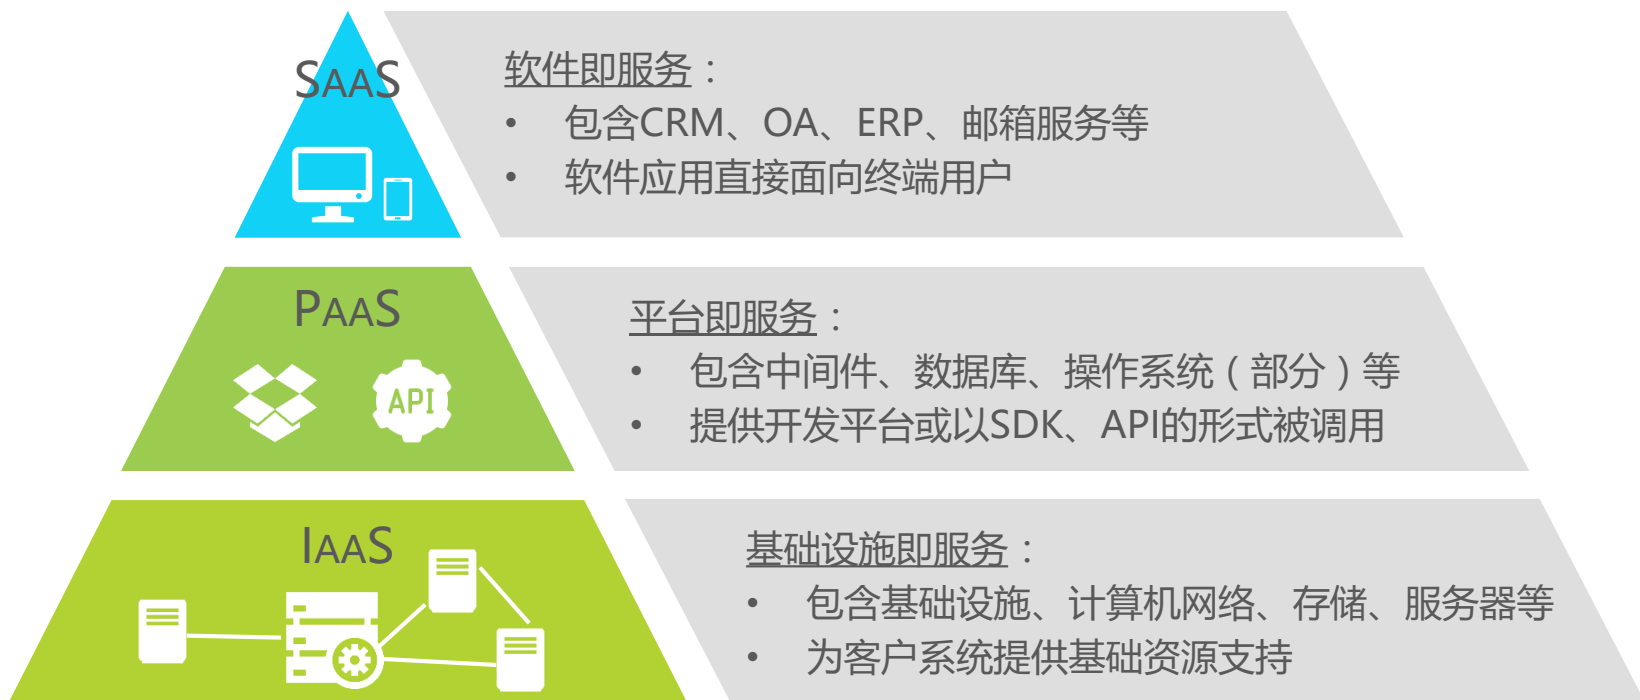 SAAS
软件即服务：
• 包含CRM、OA、ERP、邮箱服务等
• 软件应用直接面向终端用户
PAAS
API
平台即服务：
• 包含中间件、数据库、操作系统（部分）等
• 提供开发平台或以SDK、API的形式被调用
IAAS
基础设施即服务：
• 包含基础设施、计算机网络、存储、服务器等
• 为客户系统提供基础资源支持